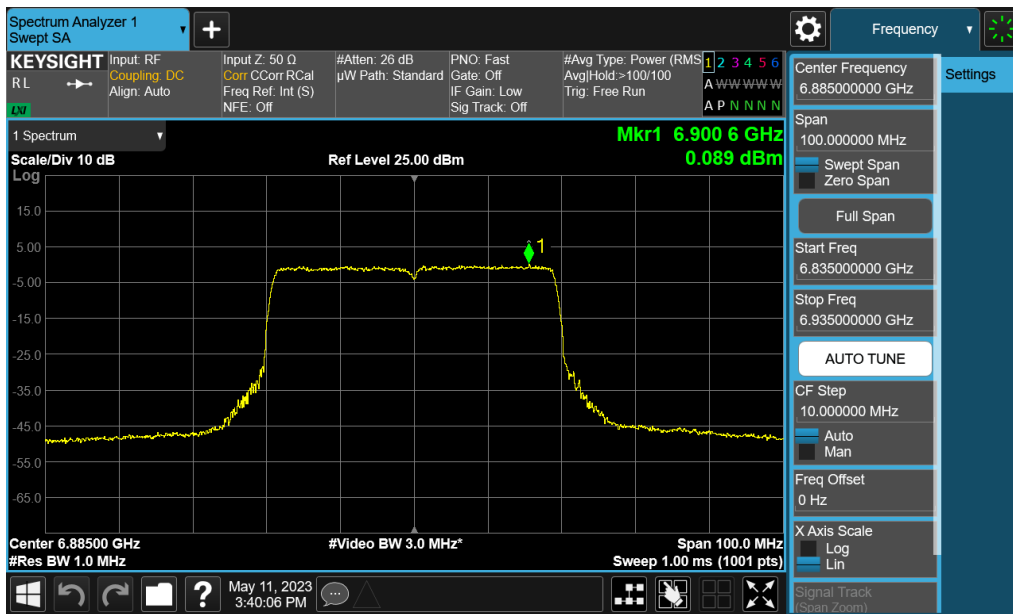 Spectrum Analyzer 1
Swept SA
Frequency
KEYSIGHT
R L
LXI
Input: RF
Coupling: DC
Align: Auto
Input Z: 50 Ω
Corr CCorr RCal
Freq Ref: Int (S)
NFE: Off
#Atten: 26 dB
µW Path: Standard
PNO: Fast
Gate: Off
IF Gain: Low
Sig Track: Off
#Avg Type: Power (RMS
Avg|Hold:>100/100
Trig: Free Run
1 2 3 4 5 6
A W W W W W
A P N N N N
1 Spectrum
Mkr1 6.900 6 GHz
0.089 dBm
Scale/Div 10 dB
Ref Level 25.00 dBm
Log
15.0
5.00
-5.00
-15.0
-25.0
-35.0
-45.0
-55.0
-65.0
1
Center 6.88500 GHz
#Video BW 3.0 MHz*
Span 100.0 MHz
#Res BW 1.0 MHz
Sweep 1.00 ms (1001 pts)
Center Frequency
6.885000000 GHz
Settings
Span
100.000000 MHz
Swept Span
Zero Span
Full Span
Start Freq
6.835000000 GHz
Stop Freq
6.935000000 GHz
AUTO TUNE
CF Step
10.000000 MHz
Auto
Man
Freq Offset
0 Hz
X Axis Scale
Log
Lin
Signal Track
(Span Zoom)
?
May 11, 2023
3:40:06 PM